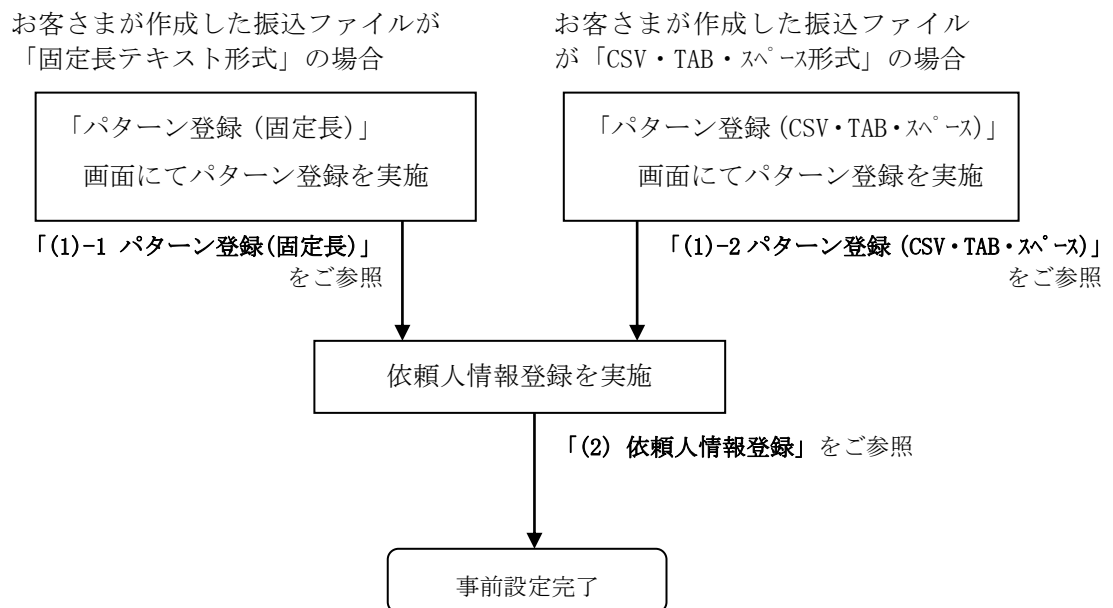 お客さまが作成した振込ファイルが
「固定長テキスト形式」の場合
お客さまが作成した振込ファイル
が「CSV・TAB・ｽﾍﾟｰｽ形式」の場合
「パターン登録(固定長)」
画面にてパターン登録を実施
「パターン登録(CSV・TAB・ｽﾍﾟｰｽ)」
画面にてパターン登録を実施
「(1)-1 パターン登録(固定長)」
をご参照
「(1)-2 パターン登録(CSV・TAB・ｽﾍﾟｰｽ)」
をご参照
依頼人情報登録を実施
「(2) 依頼人情報登録」をご参照
事前設定完了